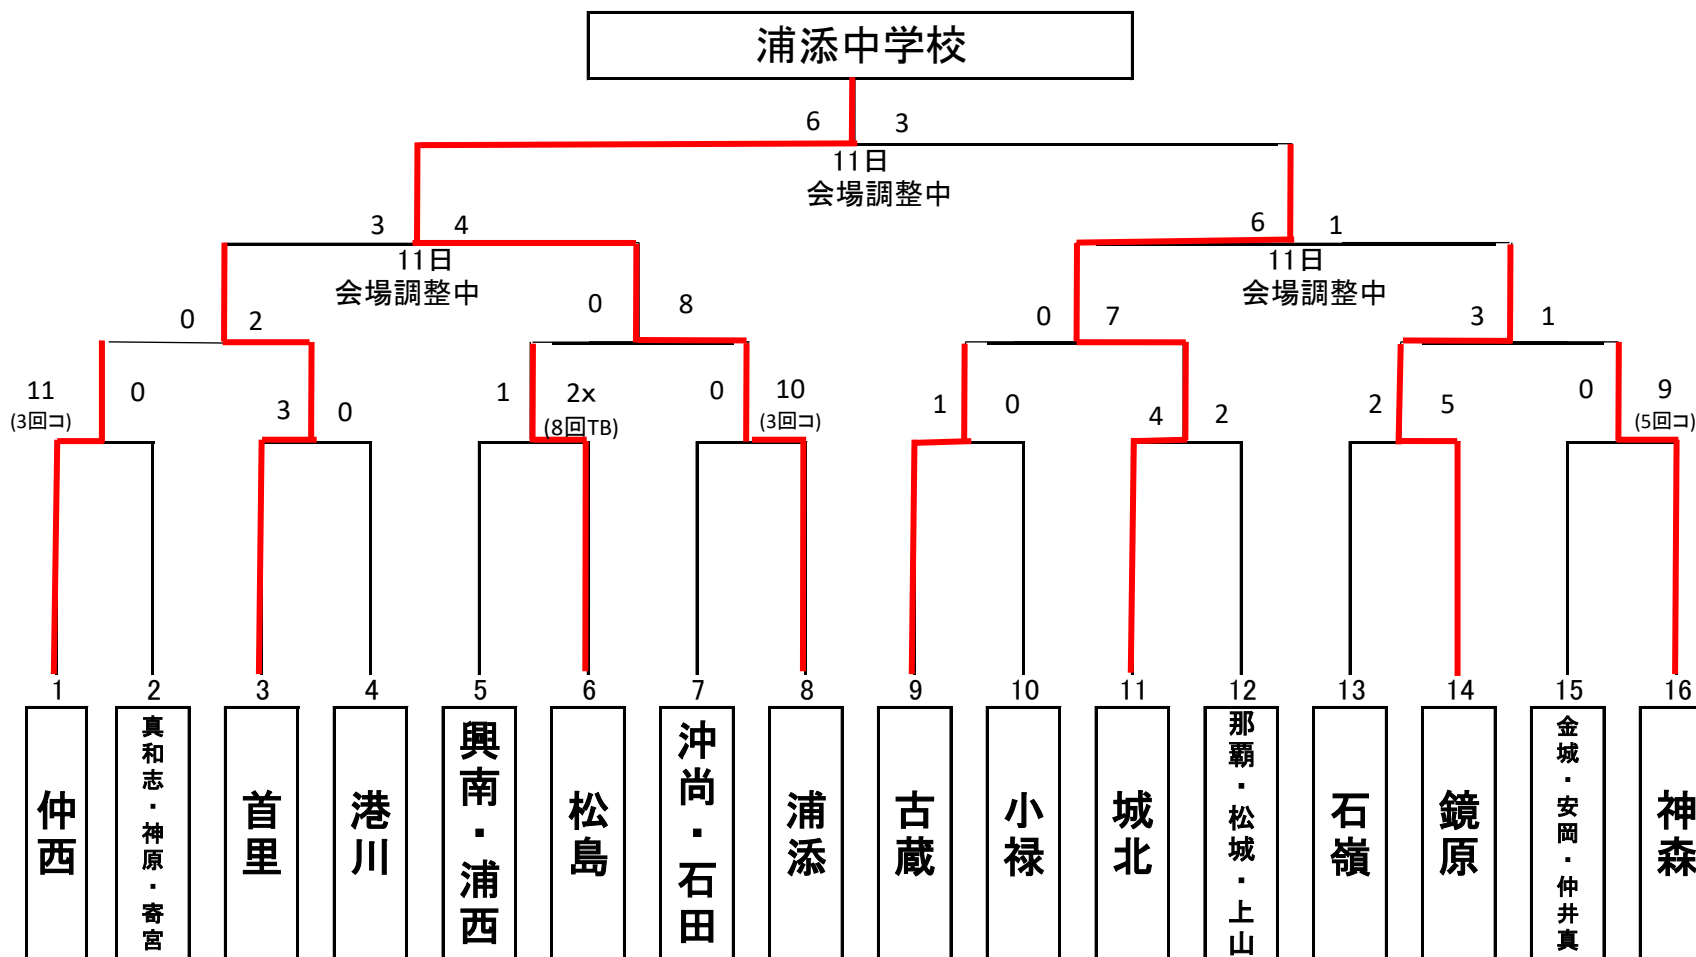 浦添中学校
6 3
11日
会場調整中
3 4
6 1
11日
会場調整中
11日
会場調整中
0 2
0 8
0 7
3 1
11
(3回コ)
0
3 0
1 2x
(8回TB)
0 10
(3回コ)
1 0
4 2
2 5
0 9
(5回コ)
1 2 3 4 5 6 7 8 9 10 11 12 13 14 15 16
仲西
真和志・神原・寄宮
首里
港川
興南・浦西
松島
沖尚・石田
浦添
古蔵
小禄
城北
那覇・松城・上山
石嶺
鏡原
金城・安岡・仲井真
神森